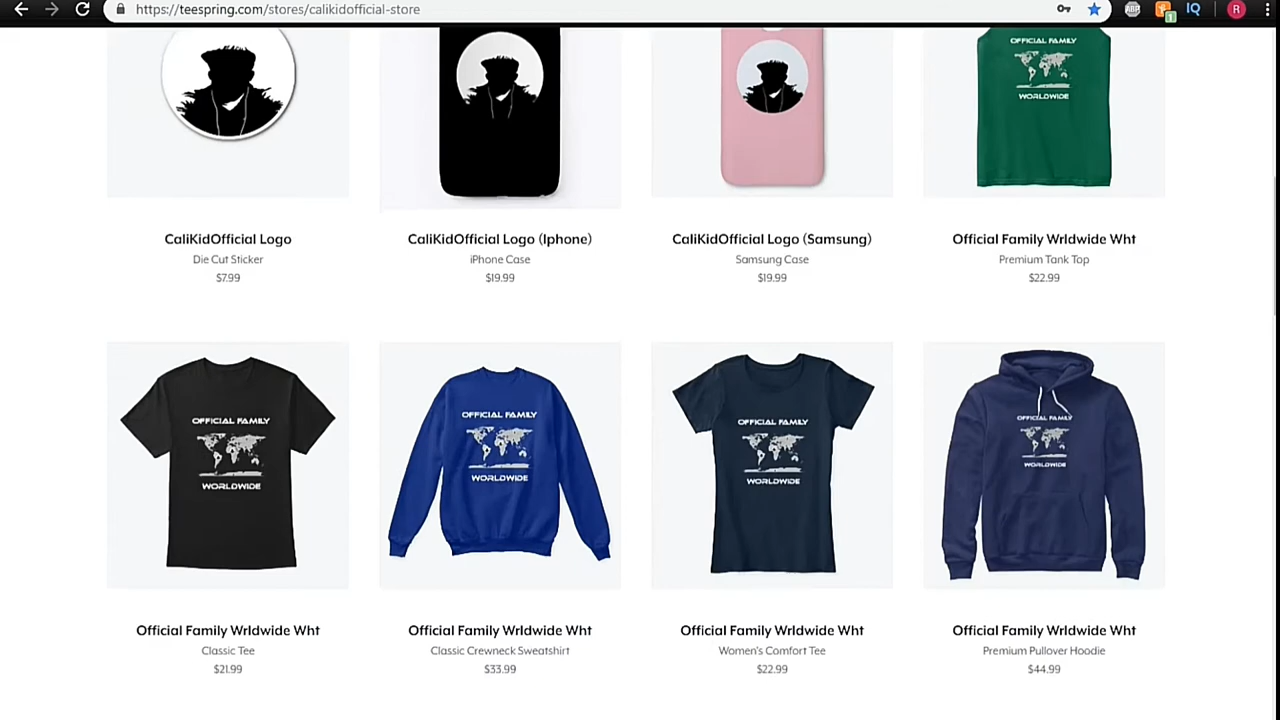 https://teespring.com/stores/calikidofficial-store
ABP
1
IQ
R
OFFICIAL FAMILY
WORLDWIDE
CaliKidOfficial Logo
Die Cut Sticker
$7.99
CaliKidOfficial Logo (Iphone)
iPhone Case
$19.99
CaliKidOfficial Logo (Samsung)
Samsung Case
$19.99
Official Family Wrldwide Wht
Premium Tank Top
$22.99
OFFICIAL FAMILY
WORLDWIDE
OFFICIAL FAMILY
WORLDWIDE
OFFICIAL FAMILY
WORLDWIDE
OFFICIAL FAMILY
WORLDWIDE
Official Family Wrldwide Wht
Classic Tee
$21.99
Official Family Wrldwide Wht
Classic Crewneck Sweatshirt
$33.99
Official Family Wrldwide Wht
Women's Comfort Tee
$22.99
Official Family Wrldwide Wht
Premium Pullover Hoodie
$44.99